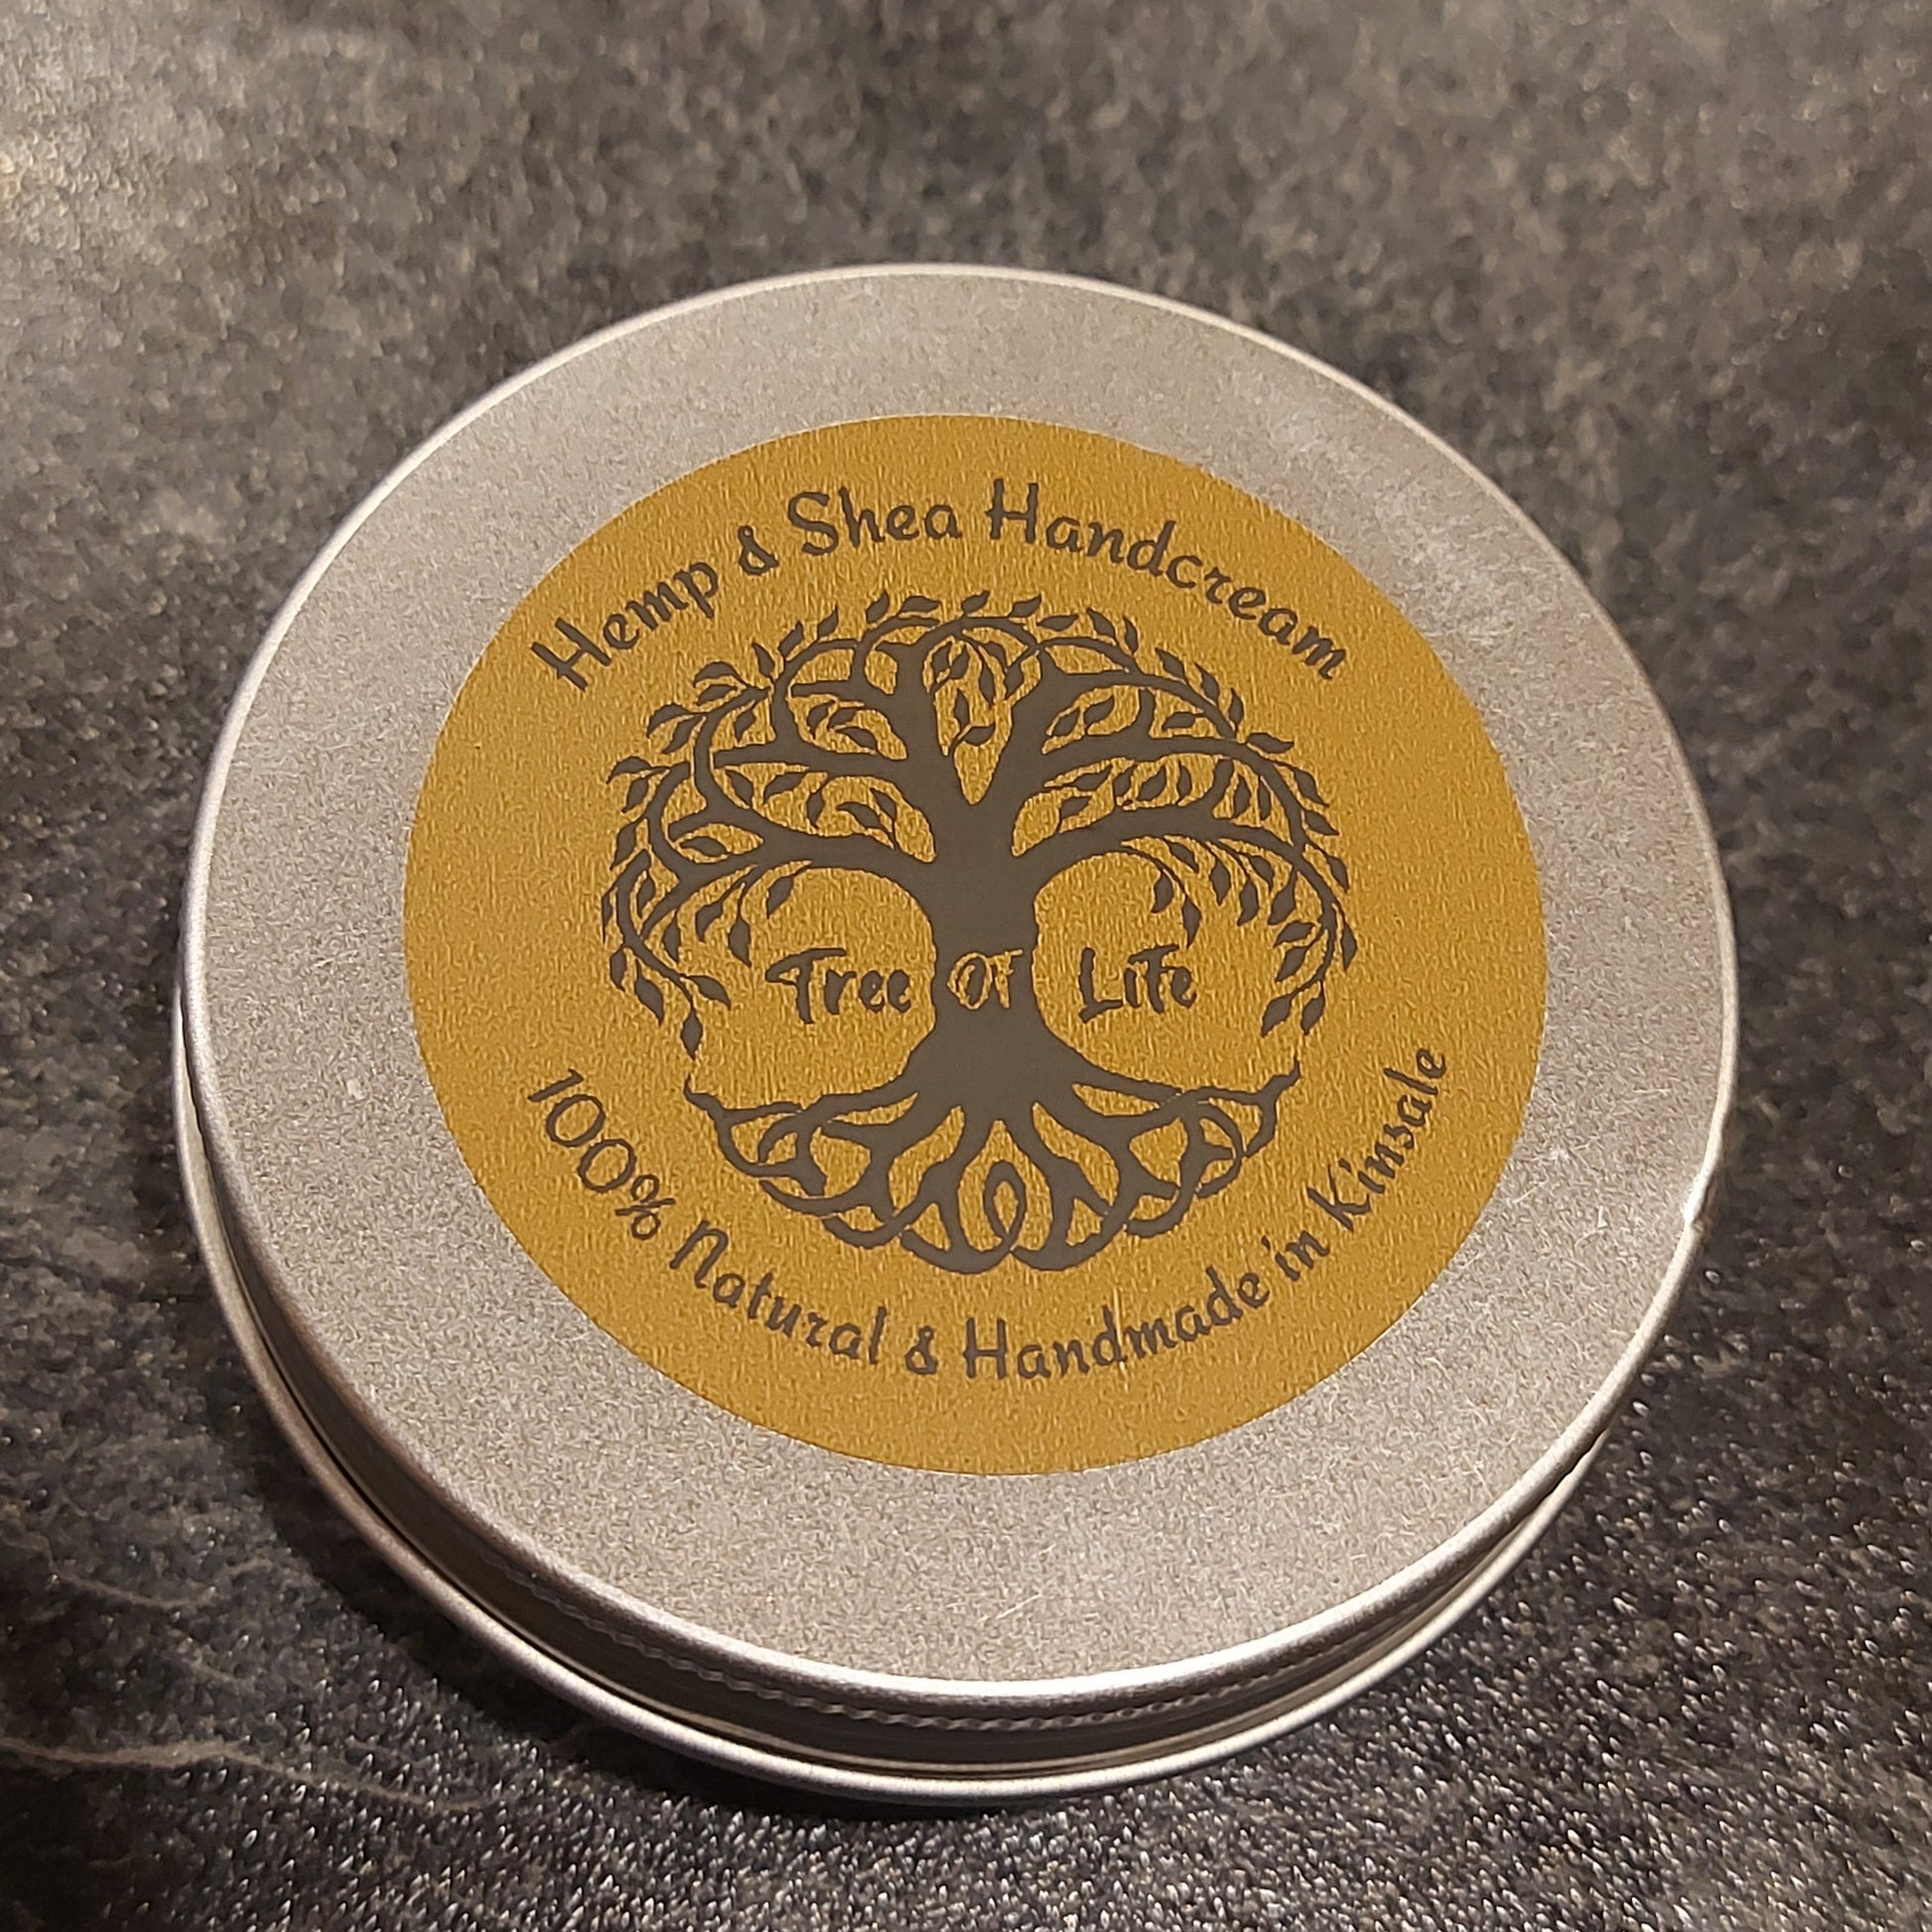 Hemp & Shea Handcream
Tree Of Life
100% Natural & Handmade in Kinsale